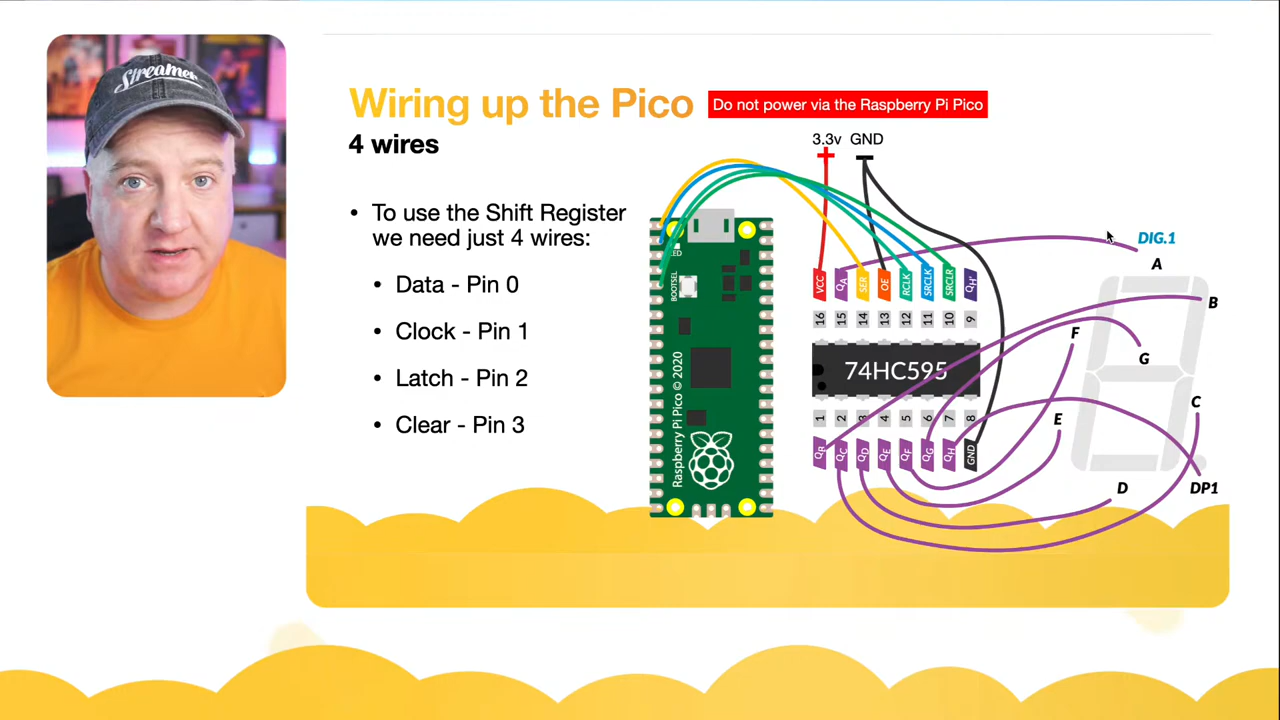 Streamer
Wiring up the Pico
Do not power via the Raspberry Pi Pico
4 wires
• To use the Shift Register
we need just 4 wires:
• Data - Pin 0
• Clock - Pin 1
• Latch - Pin 2
• Clear - Pin 3
3.3v GND
LED
BOOTSEL
Raspberry Pi Pico © 2020
VCC QA SER OE RCLK SRCLK SRCLR QH'
16 15 14 13 12 11 10 9
74HC595
1 2 3 4 5 6 7 8
QB QC QD QE QF QG QH GND
DIG.1
A
B
F
G
C
E
D
DP1